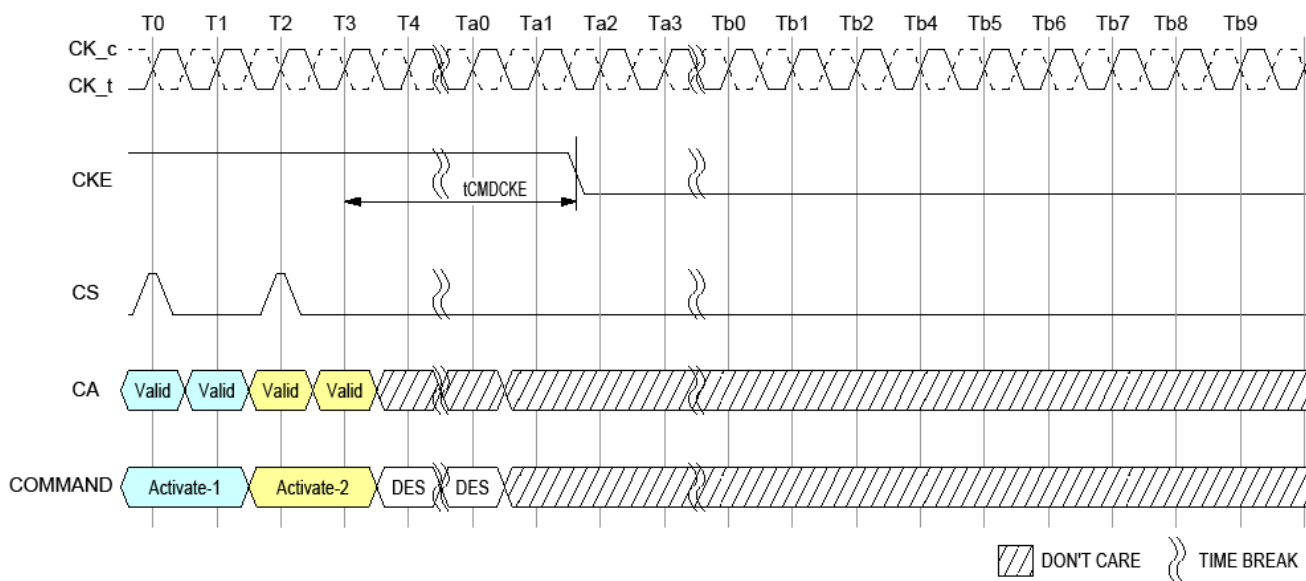 T0 T1 T2 T3 T4 Ta0 Ta1 Ta2 Ta3 Tb0 Tb1 Tb2 Tb4 Tb5 Tb6 Tb7 Tb8 Tb9
CK_c
CK_t
CKE
tCMDCKE
CS
CA Valid Valid Valid Valid
COMMAND Activate-1 Activate-2 DES DES
DON'T CARE TIME BREAK